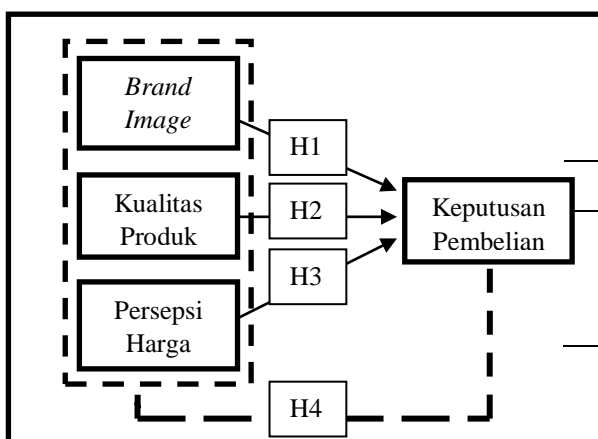 Brand
Image
H1
Kualitas
Produk
H2
Keputusan
Pembelian
H3
Persepsi
Harga
H4